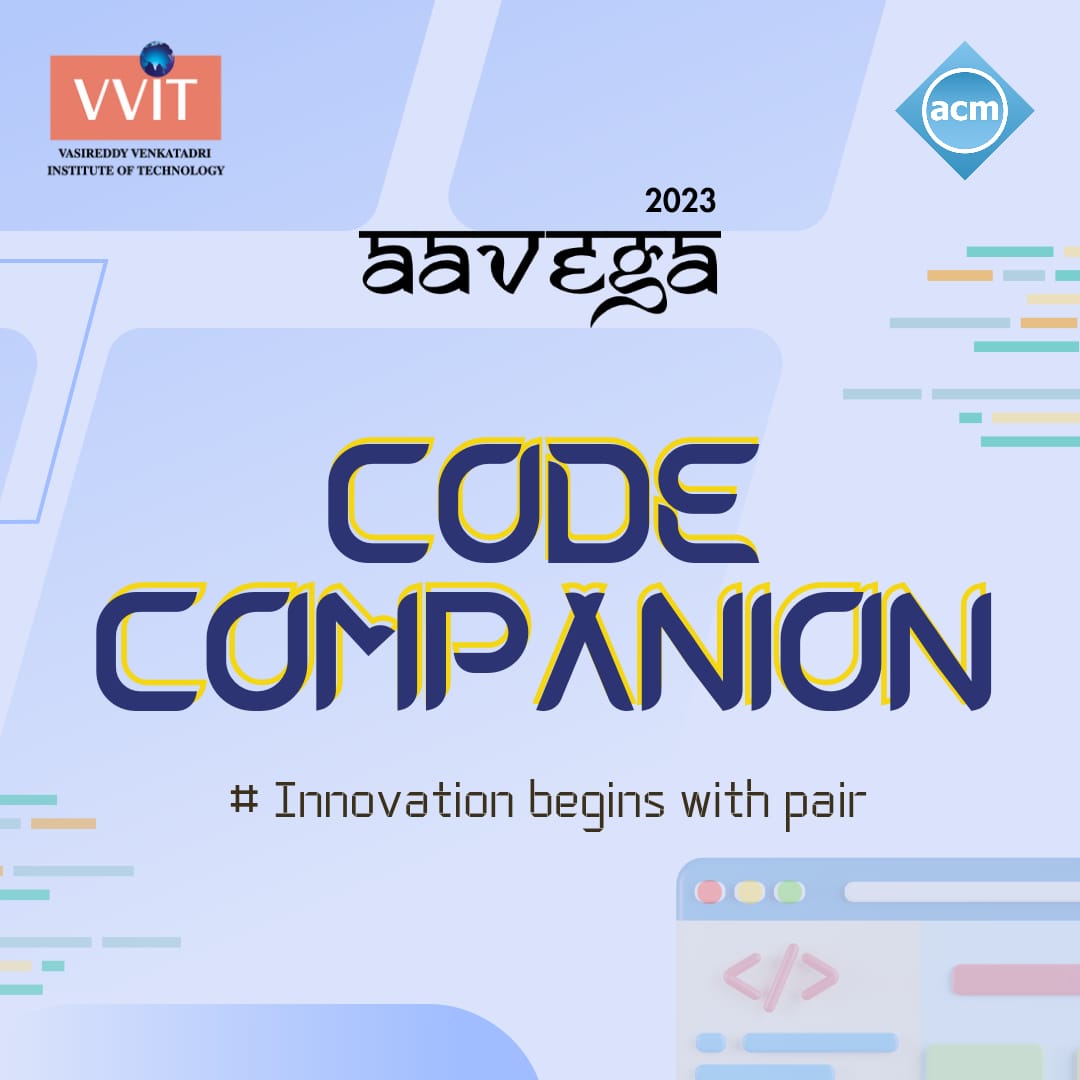 VVIT
VASIREDDY VENKATADRI
INSTITUTE OF TECHNOLOGY
acm
2023
aavega
CODE
COMPANION
# Innovation begins with pair
</>